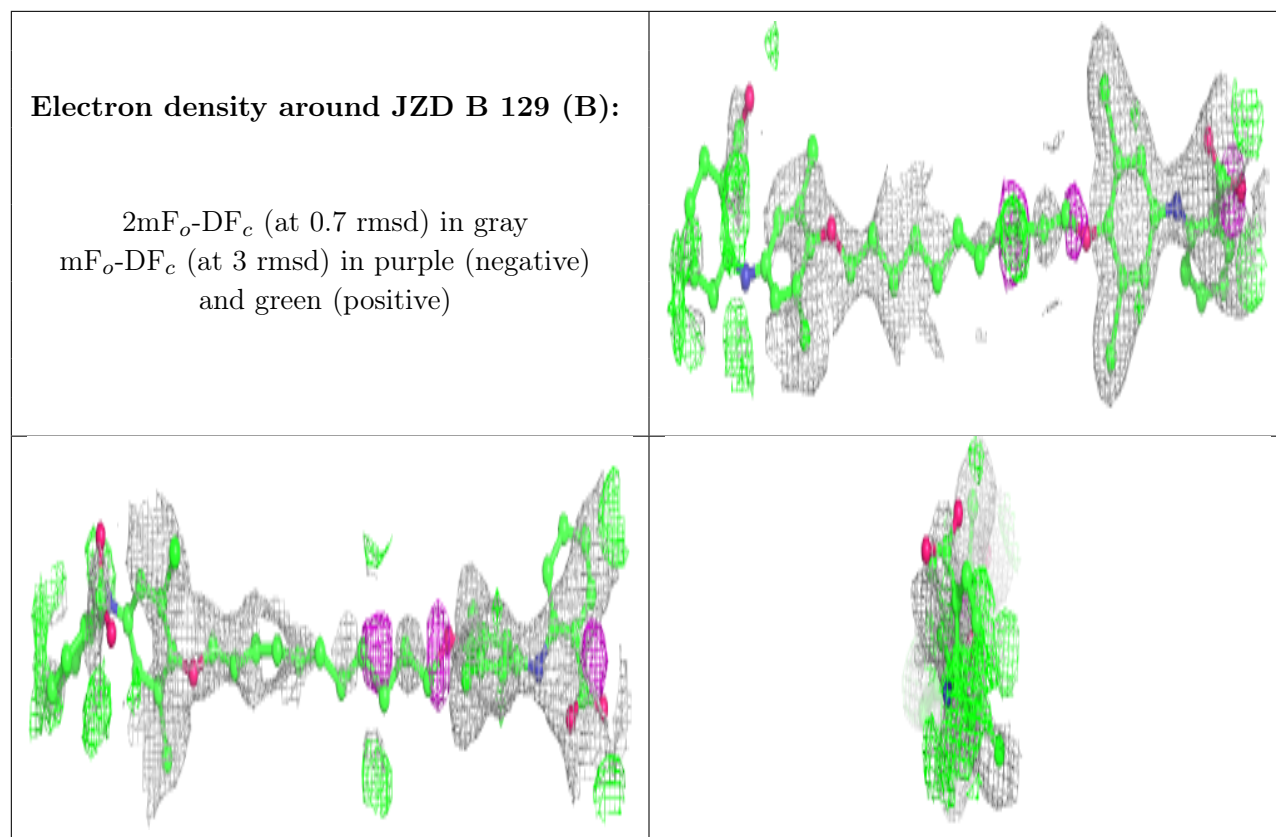 Electron density around JZD B 129 (B):
2mFo-DFc (at 0.7 rmsd) in gray
mFo-DFc (at 3 rmsd) in purple (negative)
and green (positive)